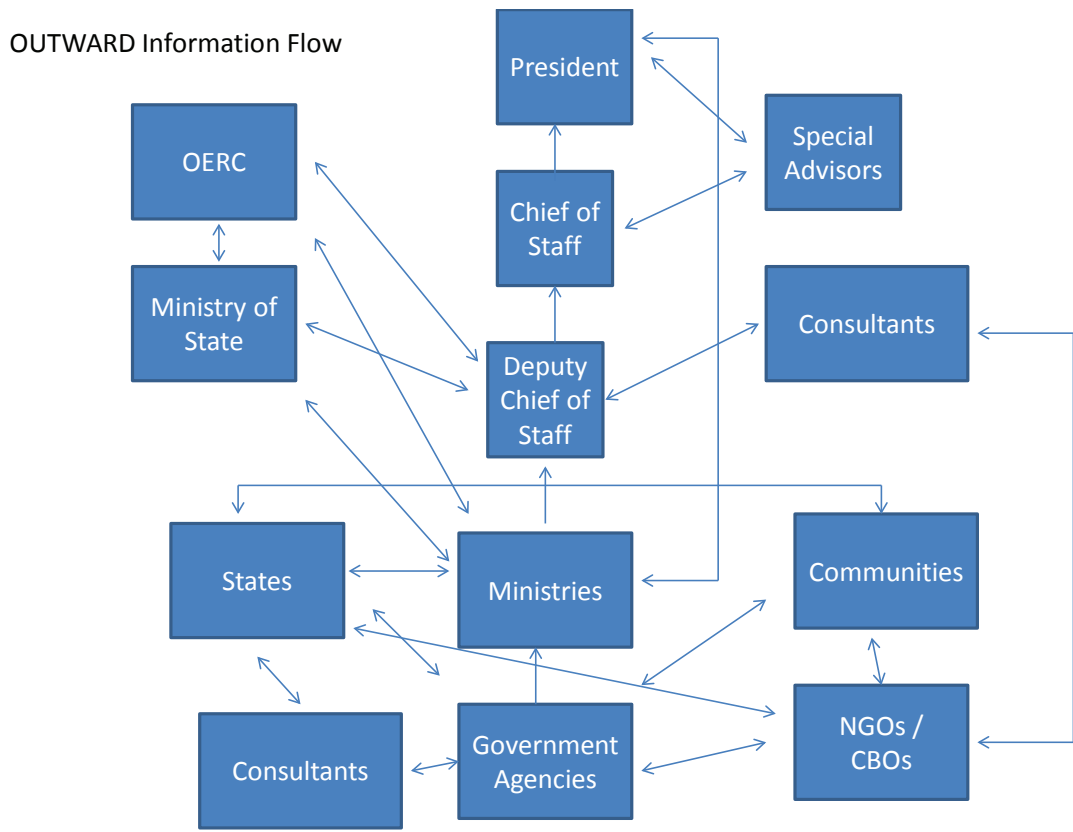 OUTWARD Information Flow
President
OERC
Special
Advisors
Chief of
Staff
Ministry of
State
Consultants
Deputy
Chief of
Staff
States
Ministries
Communities
Consultants
Government
Agencies
NGOs /
CBOs